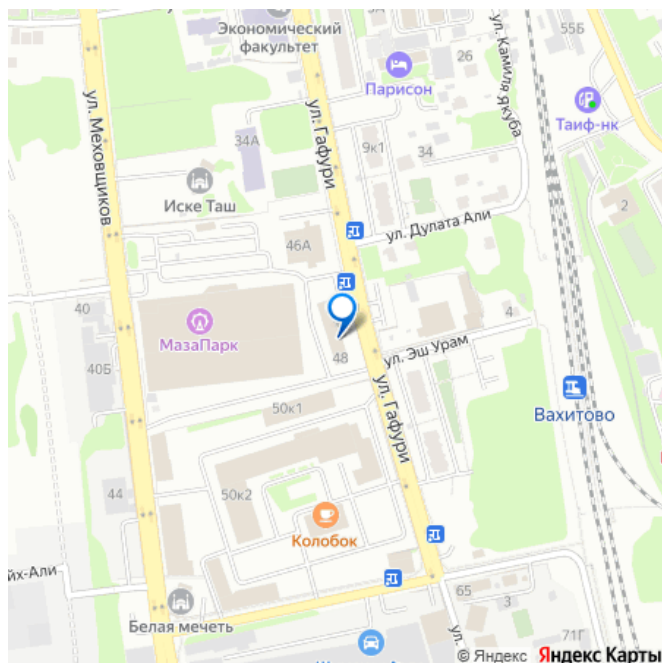 Экономический
факультет
55Б
ул. Меховщиков
ул. Гафури
26
ул. Камиля Якуба
Парисон
Таиф-нк
34А
9к1
34
Иске Таш
2
ул. Дулата Али
46А
40
4
МазаПарк
48
ул. Эш Урам
40Б
ул. Гафури
Вахитово
50к1
44
50к2
Колобок
йх-Али
65
3
Белая мечеть
71Г
ул.
© Яндекс Яндекс Карты